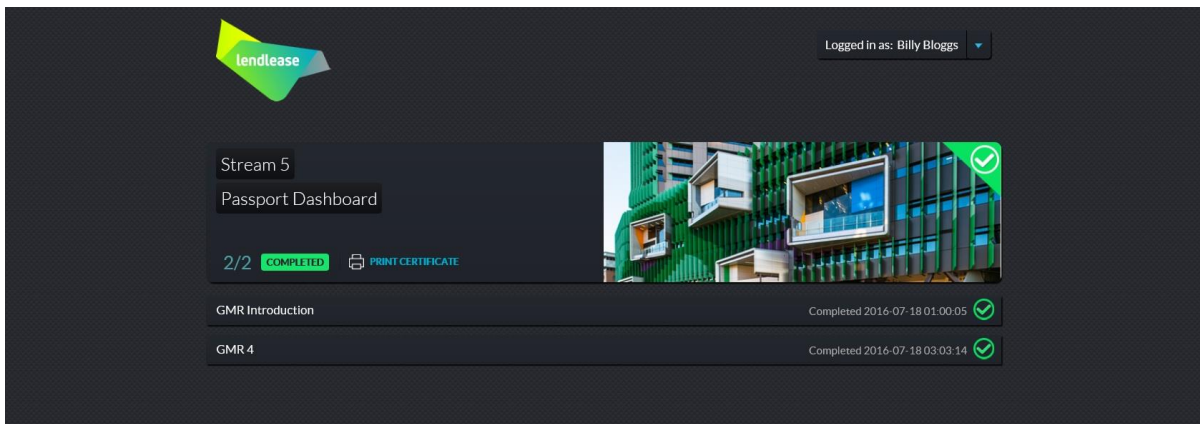 lendlease
Logged in as: Billy Bloggs
Stream 5
Passport Dashboard
2/2 COMPLETED PRINT CERTIFICATE
GMR Introduction Completed 2016-07-18 01:00:05
GMR 4 Completed 2016-07-18 03:03:14